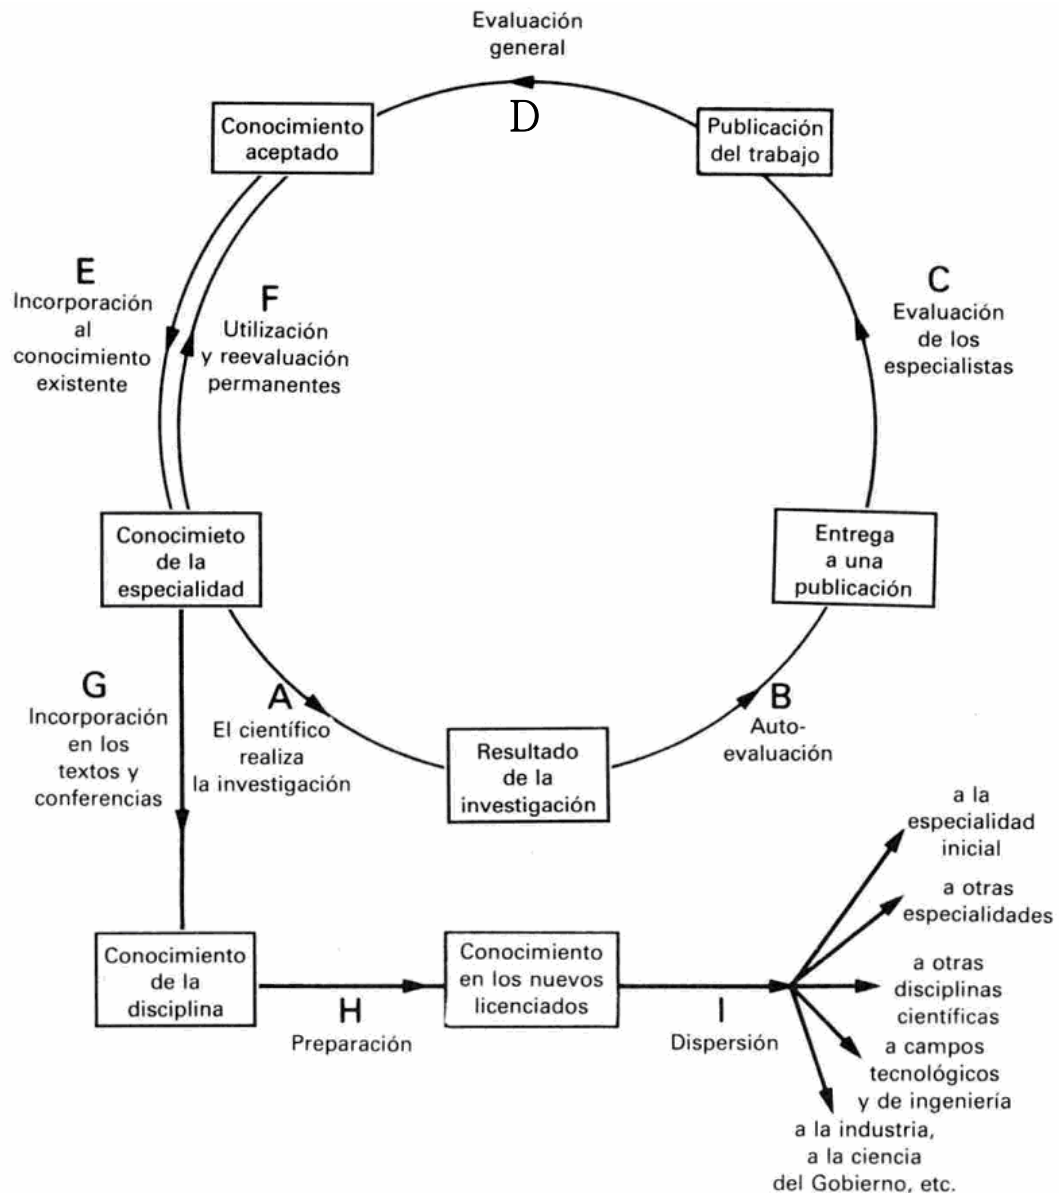 Evaluación
general
D
Conocimiento
aceptado
Publicación
del trabajo
E
Incorporación
al
conocimiento
existente
F
Utilización
y reevaluación
permanentes
C
Evaluación
de los
especialistas
Conocimieto
de la
especialidad
Entrega
a una
publicación
G
Incorporación
en los
textos y
conferencias
A
El científico
realiza
la investigación
Resultado
de la
investigación
B
Auto-
evaluación
Conocimiento
de la
disciplina
H
Preparación
Conocimiento
en los nuevos
licenciados
I
Dispersión
a la
especialidad
inicial
a otras
especialidades
a otras
disciplinas
científicas
a campos
tecnológicos
y de ingeniería
a la industria,
a la ciencia
del Gobierno, etc.